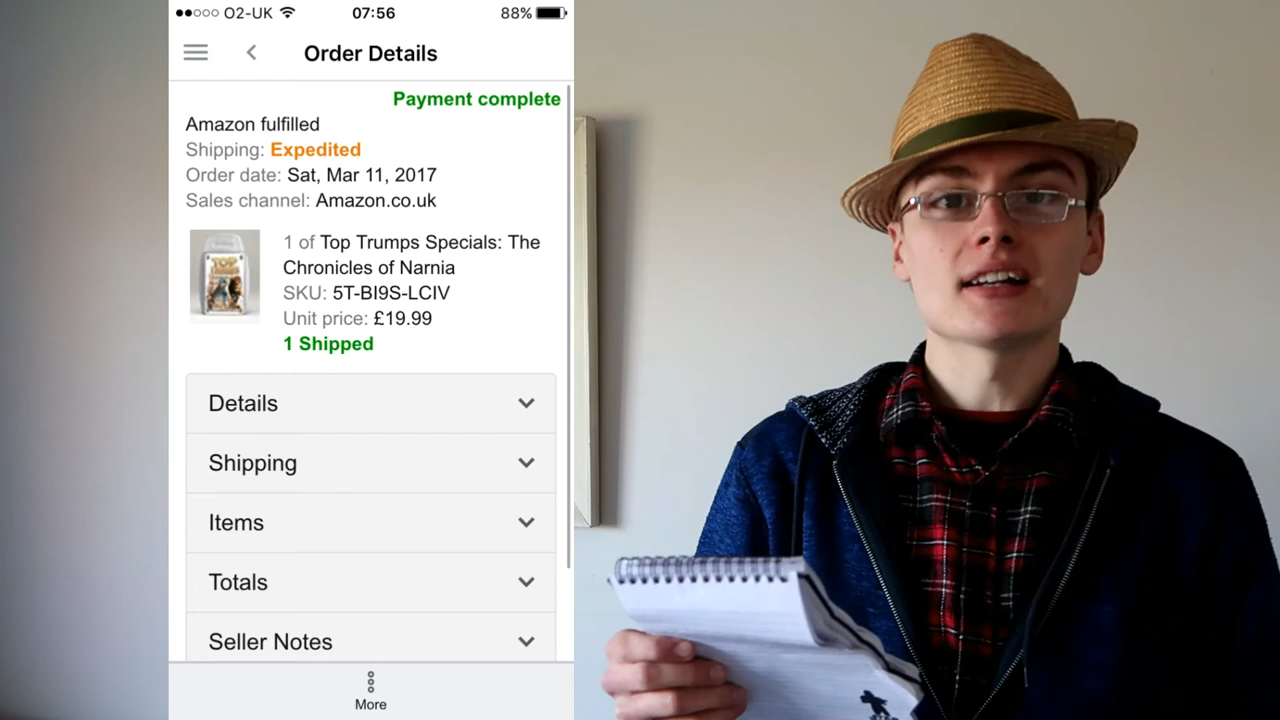 O2-UK 07:56 88%
Order Details
Payment complete
Amazon fulfilled
Shipping: Expedited
Order date: Sat, Mar 11, 2017
Sales channel: Amazon.co.uk
1 of Top Trumps Specials: The
Chronicles of Narnia
SKU: 5T-BI9S-LCIV
Unit price: £19.99
1 Shipped
TOP
Details
Shipping
Items
Totals
Seller Notes
More